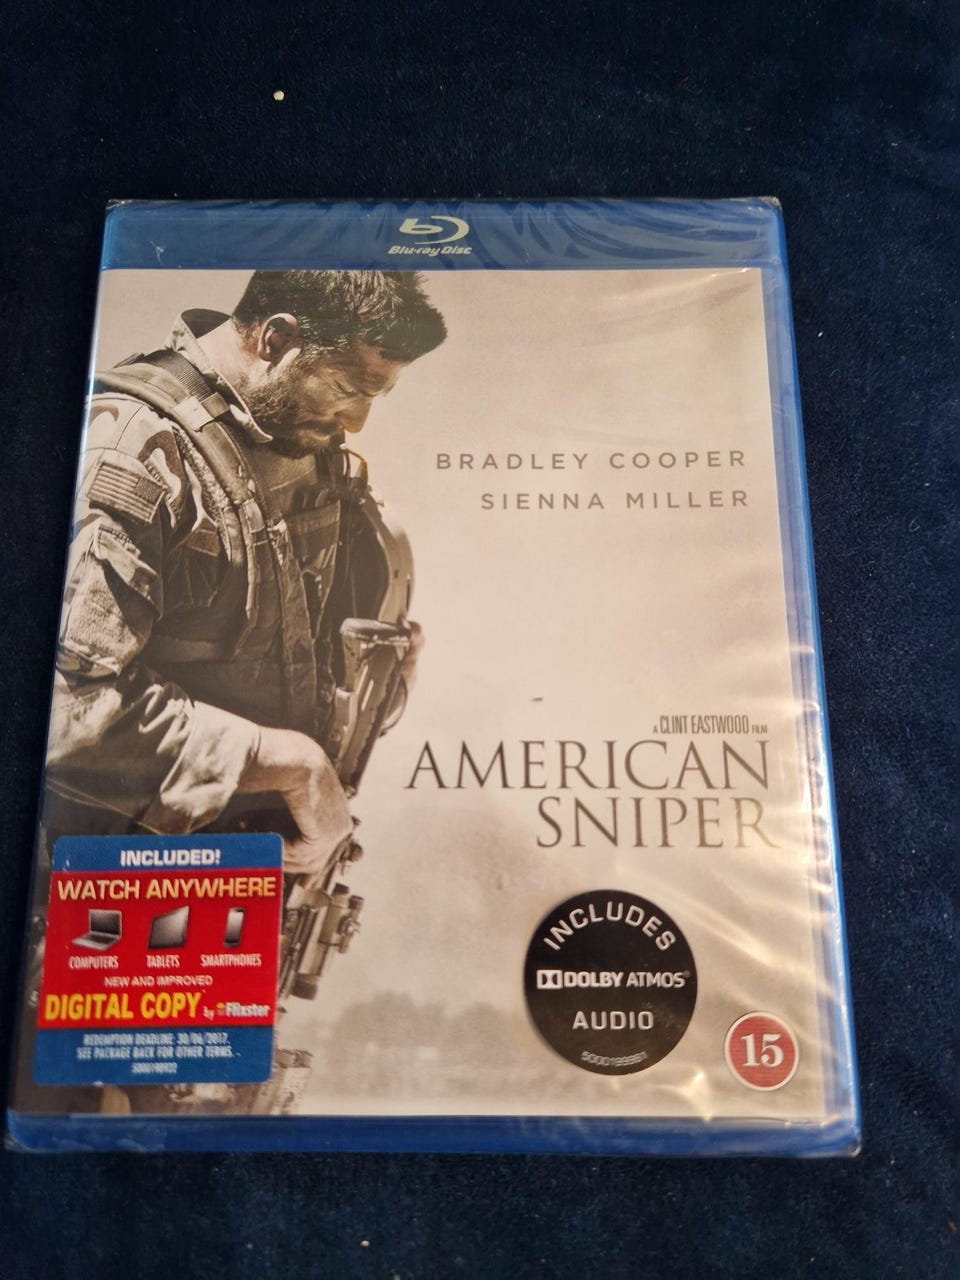 Blu-ray Disc
BRADLEY COOPER
SIENNA MILLER
A CLINT EASTWOOD FILM
AMERICAN
SNIPER
INCLUDED!
WATCH ANYWHERE
COMPUTERS TABLETS SMARTPHONES
NEW AND IMPROVED
DIGITAL COPY by Flixster
REDEMPTION DEADLINE: 30/06/2017.
SEE PACKAGE BACK FOR OTHER TERMS.
INCLUDES
DOLBY ATMOS
AUDIO
15